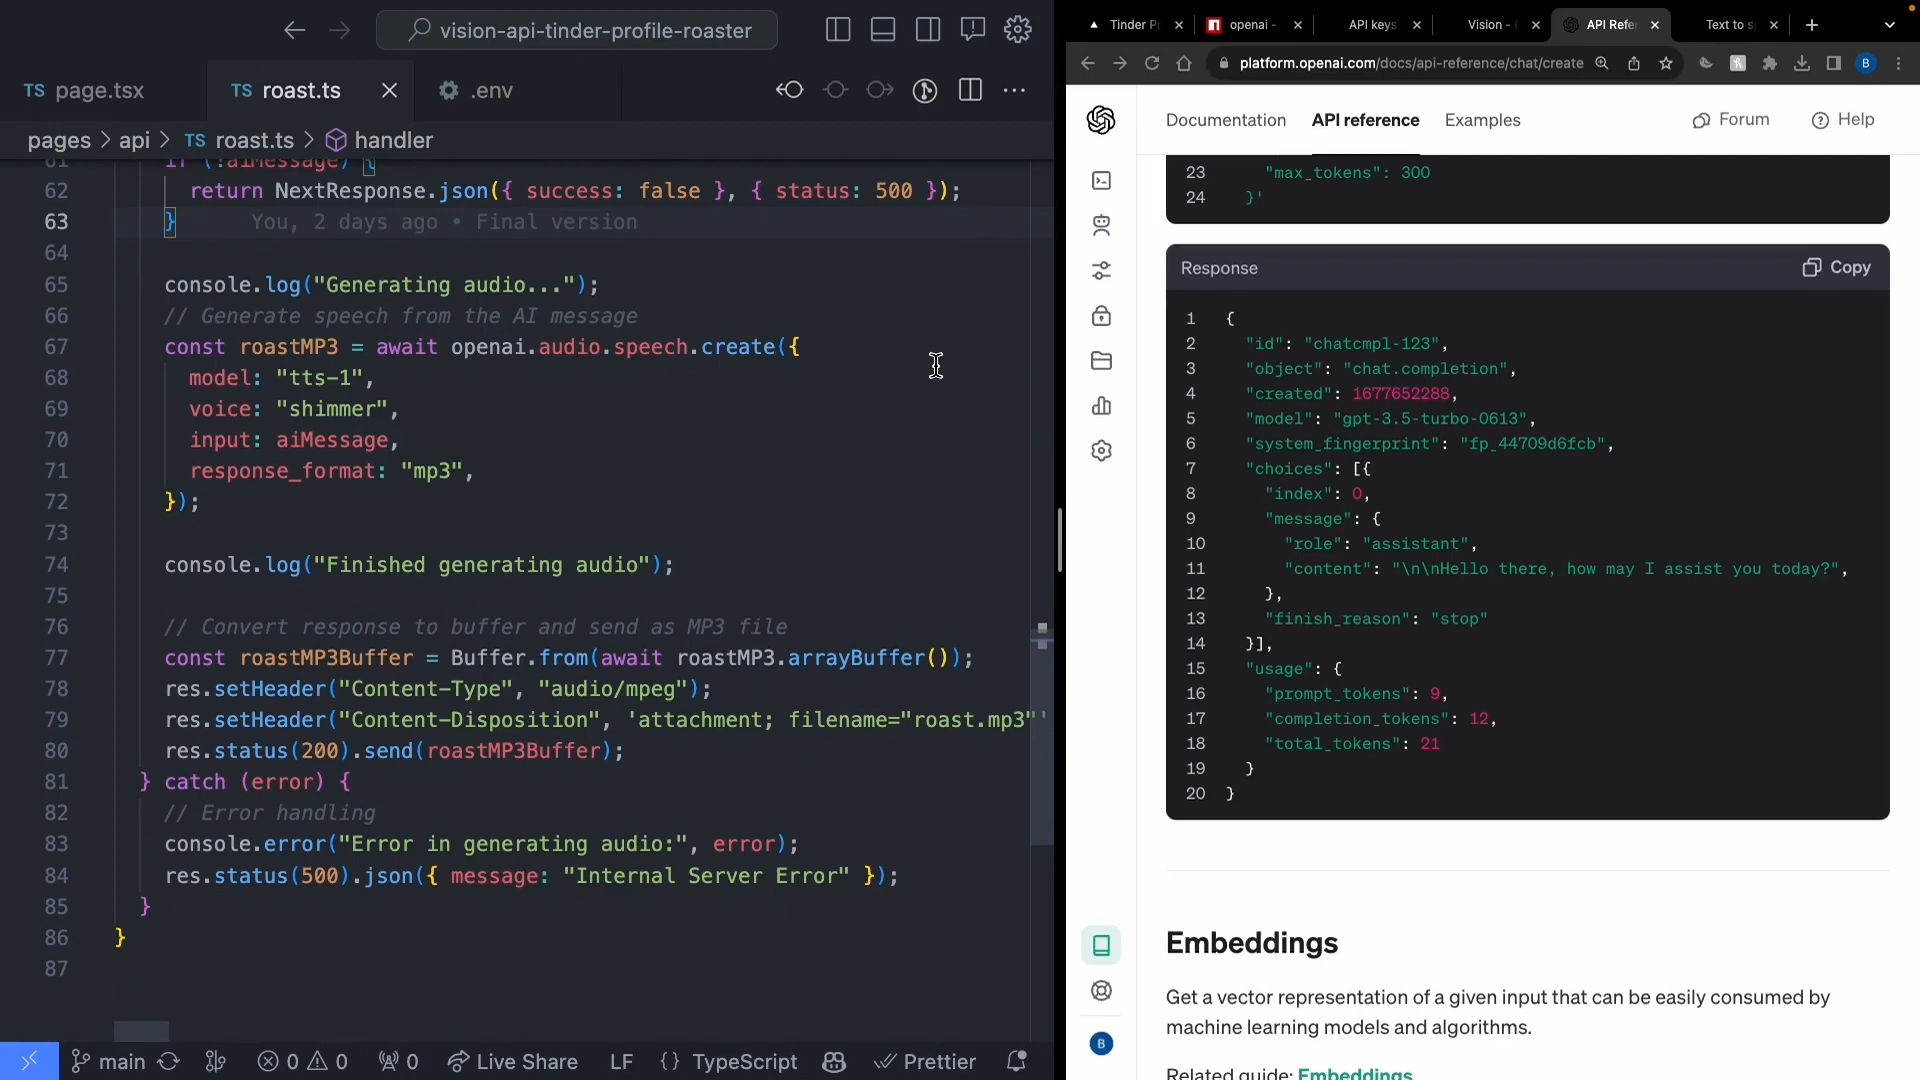 vision-api-tinder-profile-roaster
TS page.tsx
TS roast.ts
.env
pages > api > TS roast.ts > handler
61 if (!aiMessage) {
62 return NextResponse.json({ success: false }, { status: 500 });
63 } You, 2 days ago • Final version
64
65 console.log("Generating audio...");
66 // Generate speech from the AI message
67 const roastMP3 = await openai.audio.speech.create({
68 model: "tts-1",
69 voice: "shimmer",
70 input: aiMessage,
71 response_format: "mp3",
72 });
73
74 console.log("Finished generating audio");
75
76 // Convert response to buffer and send as MP3 file
77 const roastMP3Buffer = Buffer.from(await roastMP3.arrayBuffer());
78 res.setHeader("Content-Type", "audio/mpeg");
79 res.setHeader("Content-Disposition", 'attachment; filename="roast.mp3"'
80 res.status(200).send(roastMP3Buffer);
81 } catch (error) {
82 // Error handling
83 console.error("Error in generating audio:", error);
84 res.status(500).json({ message: "Internal Server Error" });
85 }
86 }
87
main 0 0 0 Live Share LF {} TypeScript Prettier
Tinder P
openai -
API keys
Vision -
API Refe
Text to s
platform.openai.com/docs/api-reference/chat/create
B
Documentation API reference Examples Forum Help
23 "max_tokens": 300
24 }'
Response Copy
1 {
2 "id": "chatcmpl-123",
3 "object": "chat.completion",
4 "created": 1677652288,
5 "model": "gpt-3.5-turbo-0613",
6 "system_fingerprint": "fp_44709d6fcb",
7 "choices": [{
8 "index": 0,
9 "message": {
10 "role": "assistant",
11 "content": "\n\nHello there, how may I assist you today?",
12 },
13 "finish_reason": "stop"
14 }],
15 "usage": {
16 "prompt_tokens": 9,
17 "completion_tokens": 12,
18 "total_tokens": 21
19 }
20 }
Embeddings
Get a vector representation of a given input that can be easily consumed by
machine learning models and algorithms.
B
Related guide: Embeddings